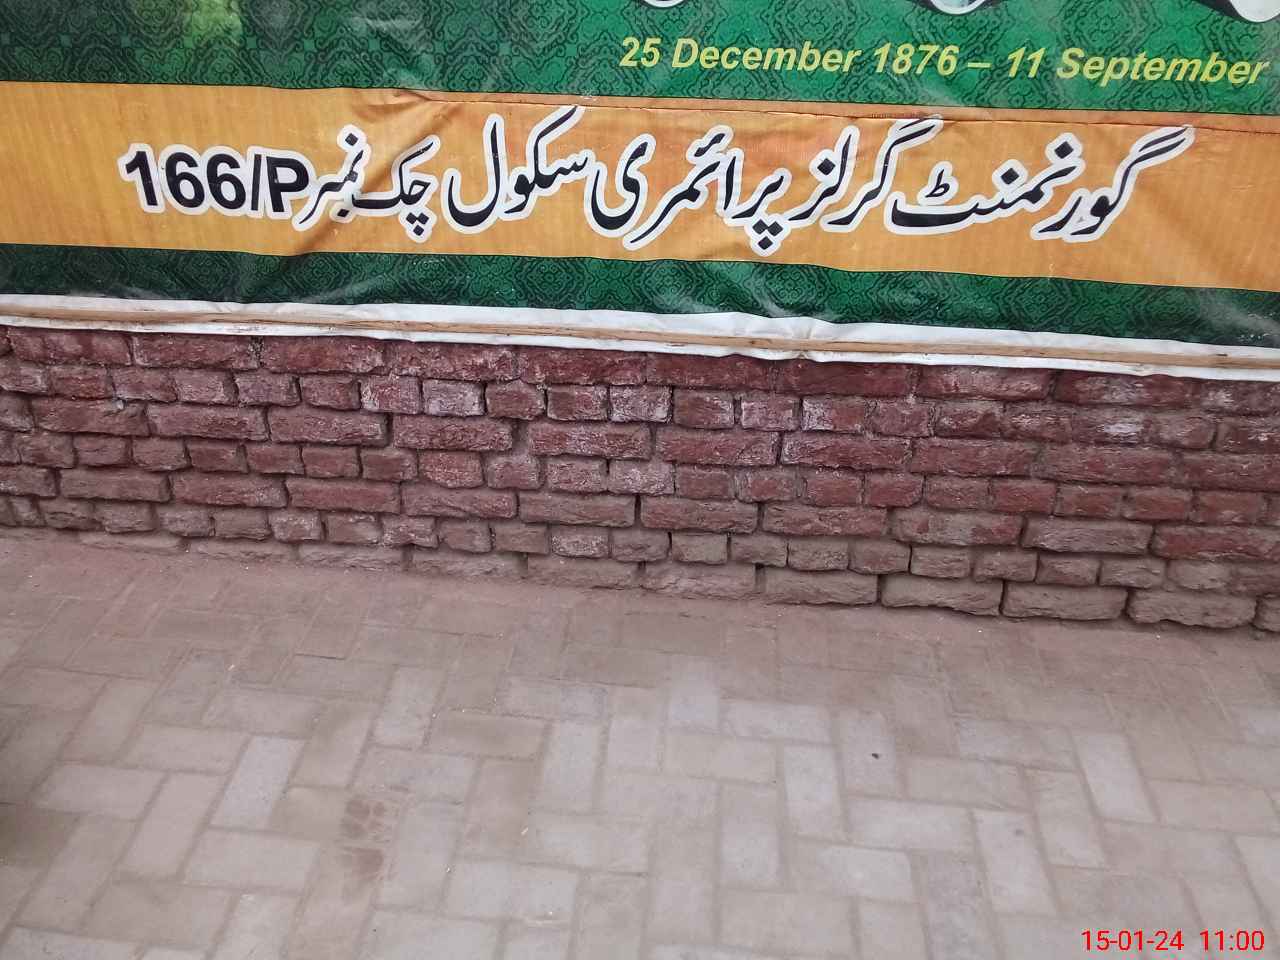 25 December 1876 – 11 September
گورنمنٹ گرلز پرائمری سکول چک نمبر 166/P
15-01-24 11:00